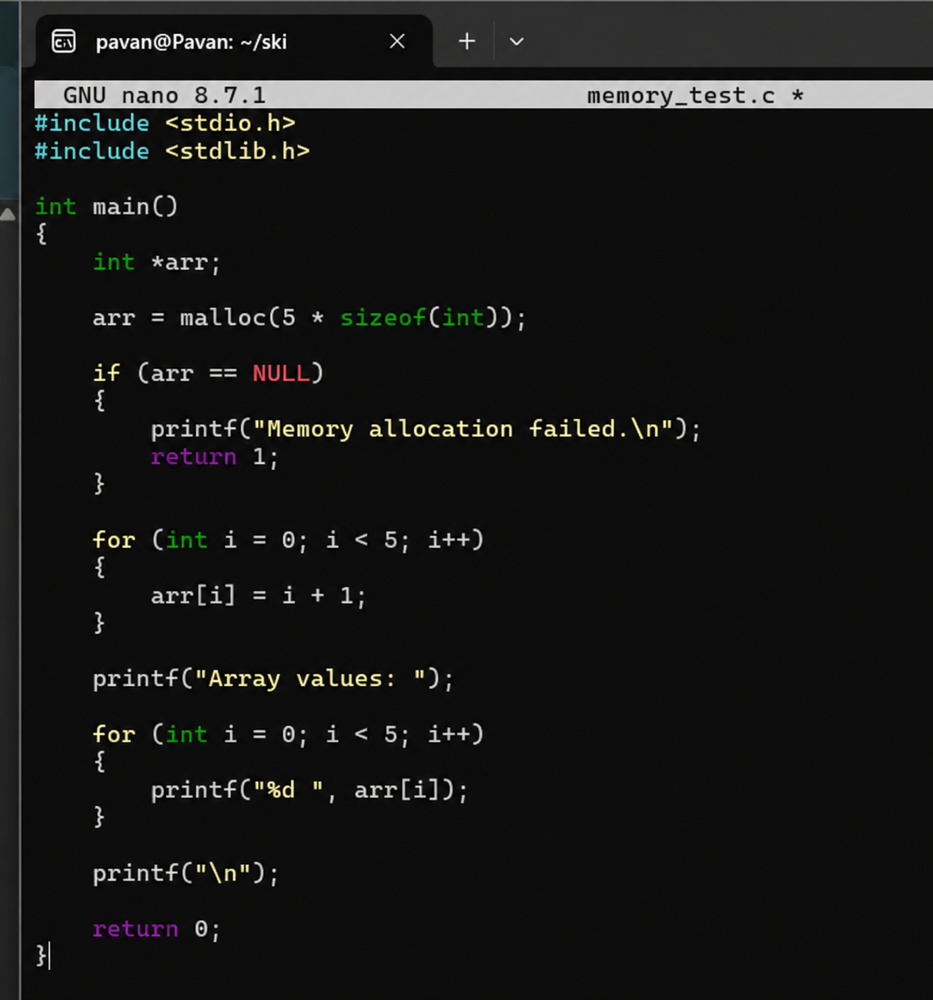 pavan@Pavan: ~/ski
GNU nano 8.7.1 memory_test.c *
#include <stdio.h>
#include <stdlib.h>

int main()
{
    int *arr;

    arr = malloc(5 * sizeof(int));

    if (arr == NULL)
    {
        printf("Memory allocation failed.\n");
        return 1;
    }

    for (int i = 0; i < 5; i++)
    {
        arr[i] = i + 1;
    }

    printf("Array values: ");

    for (int i = 0; i < 5; i++)
    {
        printf("%d ", arr[i]);
    }

    printf("\n");

    return 0;
}